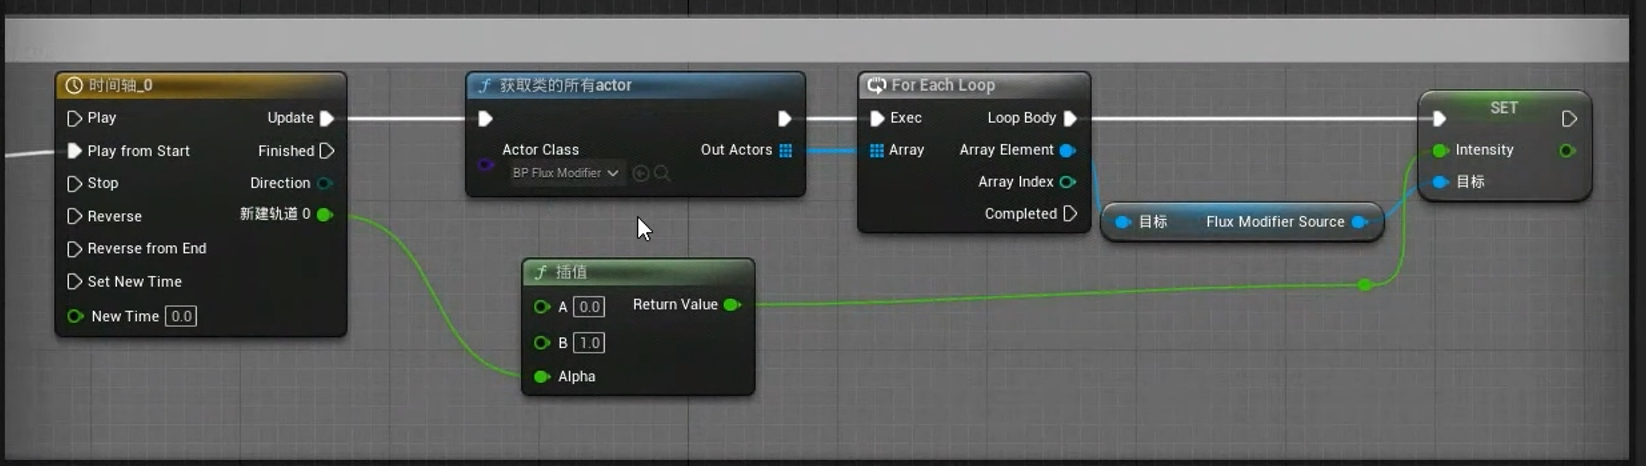 时间轴_0
Play
Update
Play from Start
Finished
Stop
Direction
Reverse
新建轨道 0
Reverse from End
Set New Time
New Time 0.0
f 获取类的所有actor
Actor Class
BP Flux Modifier
Out Actors
f 插值
A 0.0
Return Value
B 1.0
Alpha
For Each Loop
Exec
Loop Body
Array
Array Element
Array Index
Completed
目标
Flux Modifier Source
SET
Intensity
目标